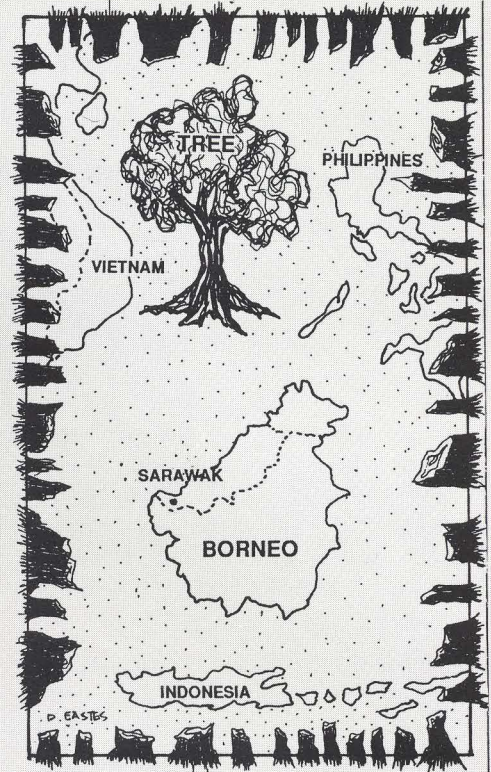 TREE
PHILIPPINES
VIETNAM
SARAWAK
BORNEO
INDONESIA
D. EASTES